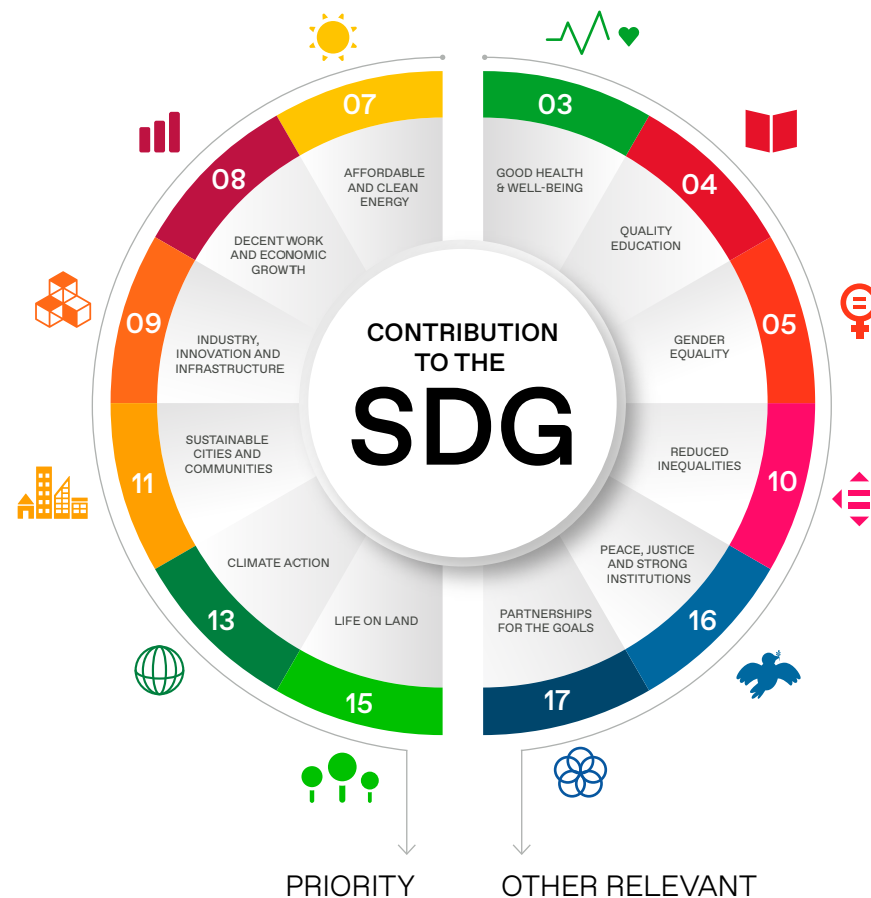 CONTRIBUTION
TO THE
SDG
07
AFFORDABLE
AND CLEAN
ENERGY
08
DECENT WORK
AND ECONOMIC
GROWTH
09
INDUSTRY,
INNOVATION AND
INFRASTRUCTURE
11
SUSTAINABLE
CITIES AND
COMMUNITIES
13
CLIMATE ACTION
15
LIFE ON LAND
PRIORITY
03
GOOD HEALTH
& WELL-BEING
04
QUALITY
EDUCATION
05
GENDER
EQUALITY
10
REDUCED
INEQUALITIES
16
PEACE, JUSTICE
AND STRONG
INSTITUTIONS
17
PARTNERSHIPS
FOR THE GOALS
OTHER RELEVANT